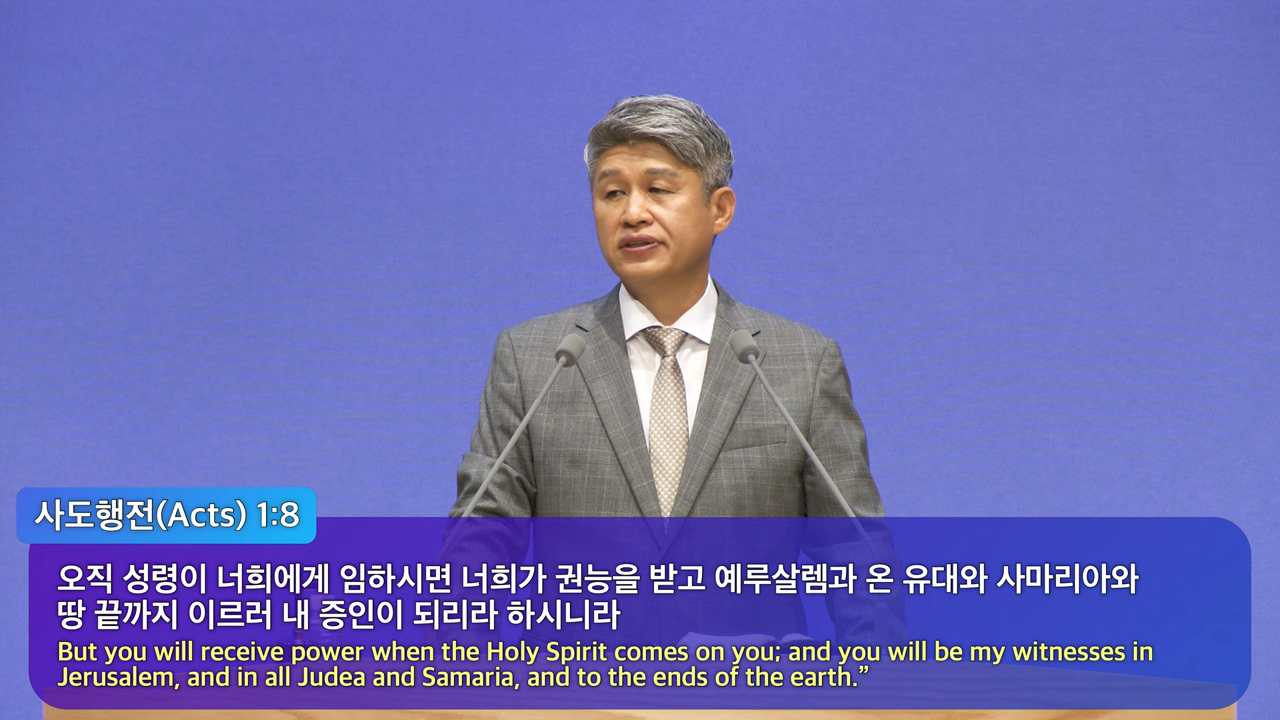 사도행전(Acts) 1:8
오직 성령이 너희에게 임하시면 너희가 권능을 받고 예루살렘과 온 유대와 사마리아와
땅 끝까지 이르러 내 증인이 되리라 하시니라
But you will receive power when the Holy Spirit comes on you; and you will be my witnesses in
Jerusalem, and in all Judea and Samaria, and to the ends of the earth.”